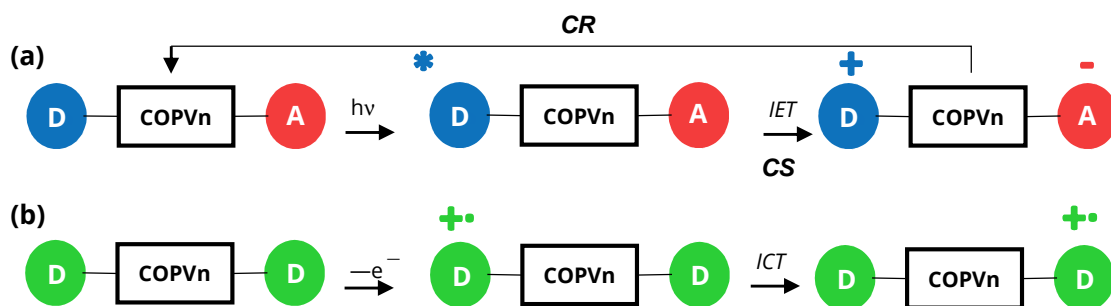 CR
(a)
*
+
-
D COPVn A hν D COPVn A IET D COPVn A
CS
(b)
+• +•
D COPVn D —e⁻ D COPVn D ICT D COPVn D